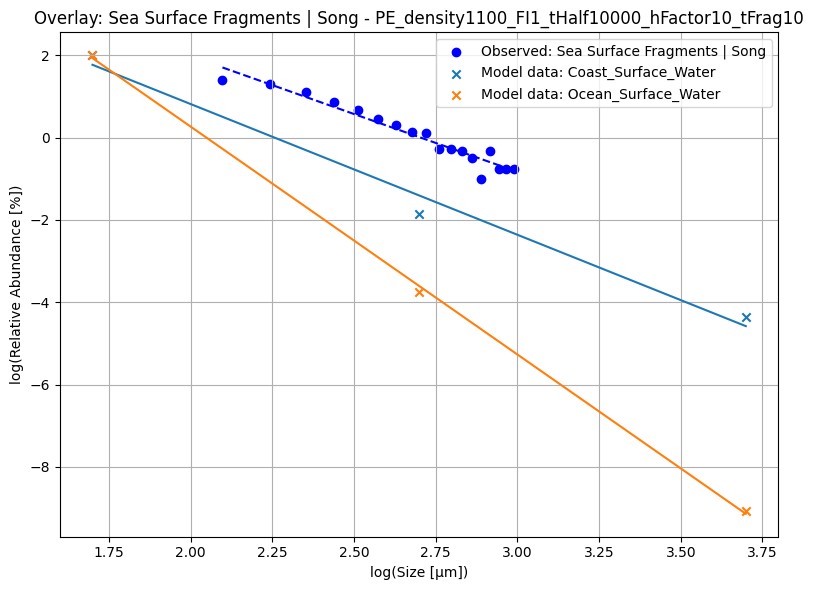 Overlay: Sea Surface Fragments | Song - PE_density1100_FI1_tHalf10000_hFactor10_tFrag10
Observed: Sea Surface Fragments | Song
Model data: Coast_Surface_Water
Model data: Ocean_Surface_Water
log(Relative Abundance [%])
2
0
−2
−4
−6
−8
1.75 2.00 2.25 2.50 2.75 3.00 3.25 3.50 3.75
log(Size [μm])